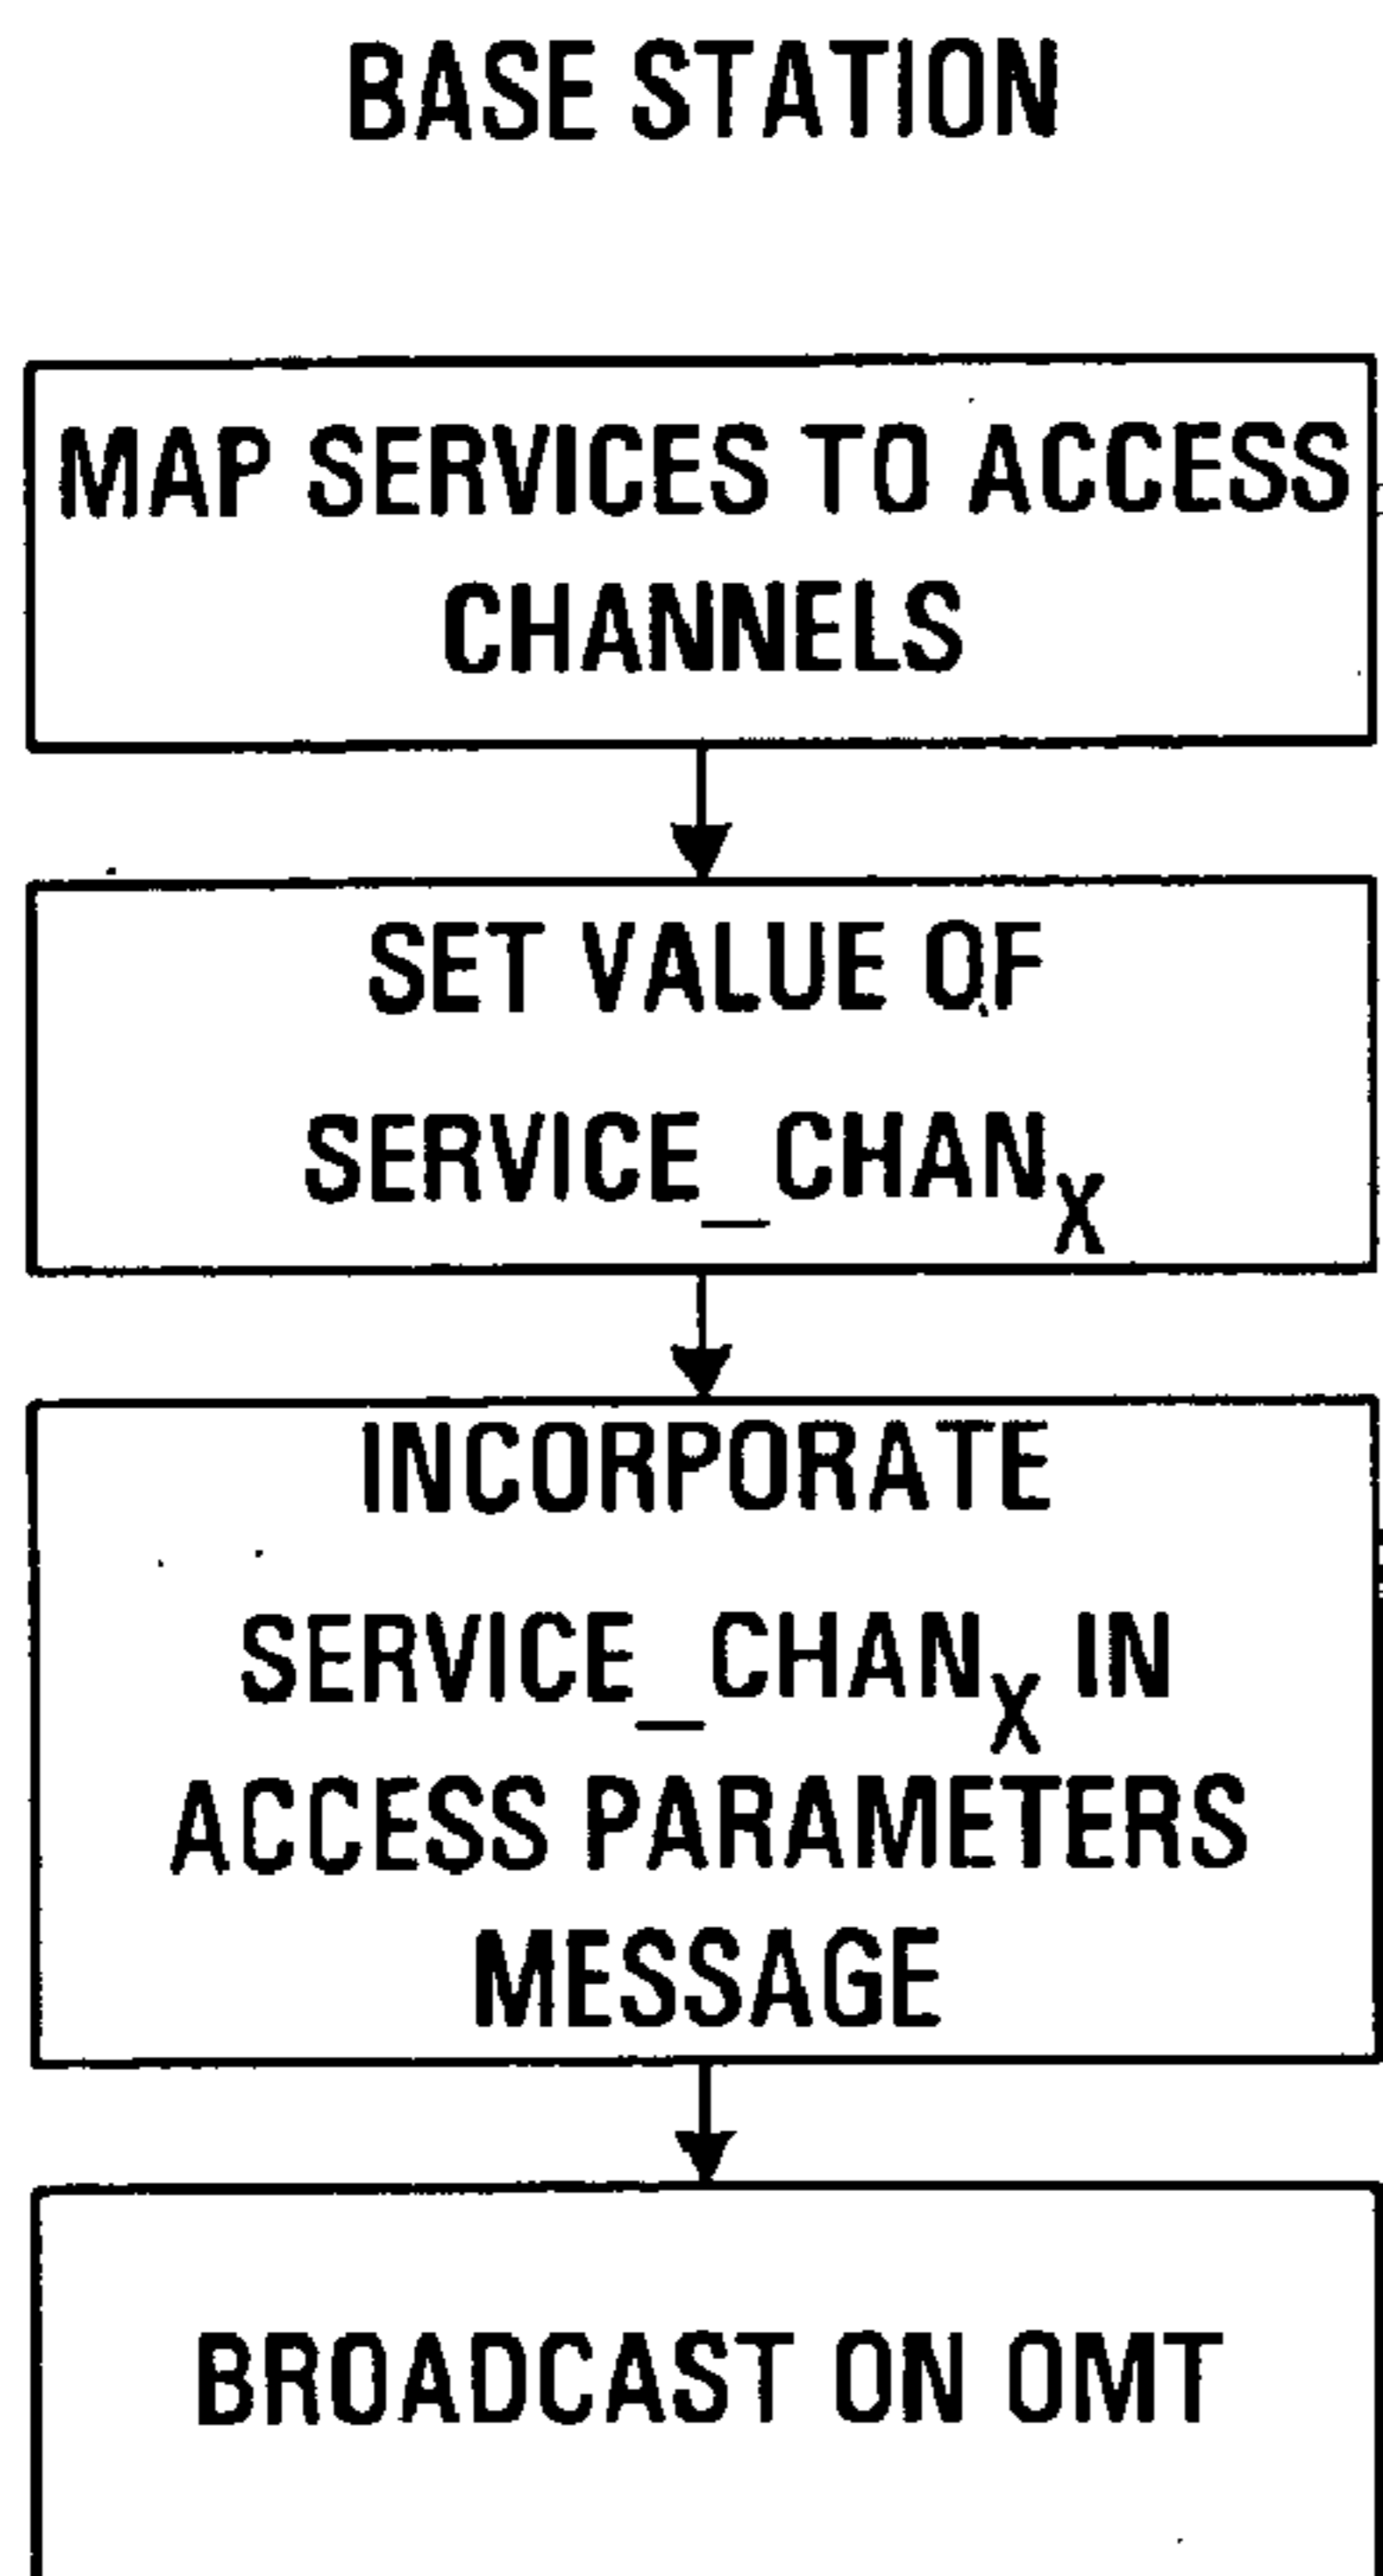 BASE STATION
MAP SERVICES TO ACCESS
CHANNELS
SET VALUE OF
SERVICE_CHANX
INCORPORATE
SERVICE_CHANX IN
ACCESS PARAMETERS
MESSAGE
BROADCAST ON OMT